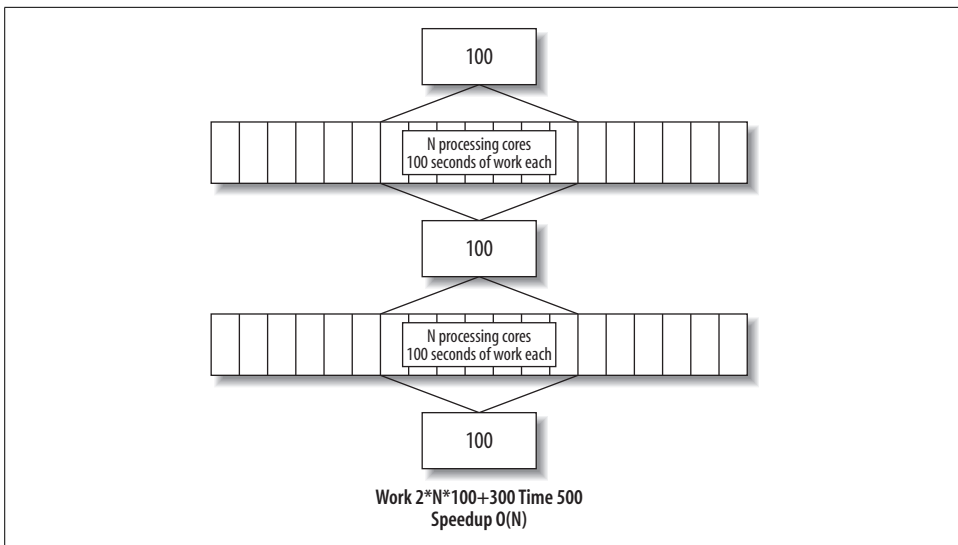 100
N processing cores
100 seconds of work each
100
N processing cores
100 seconds of work each
100
Work 2*N*100+300 Time 500
Speedup O(N)